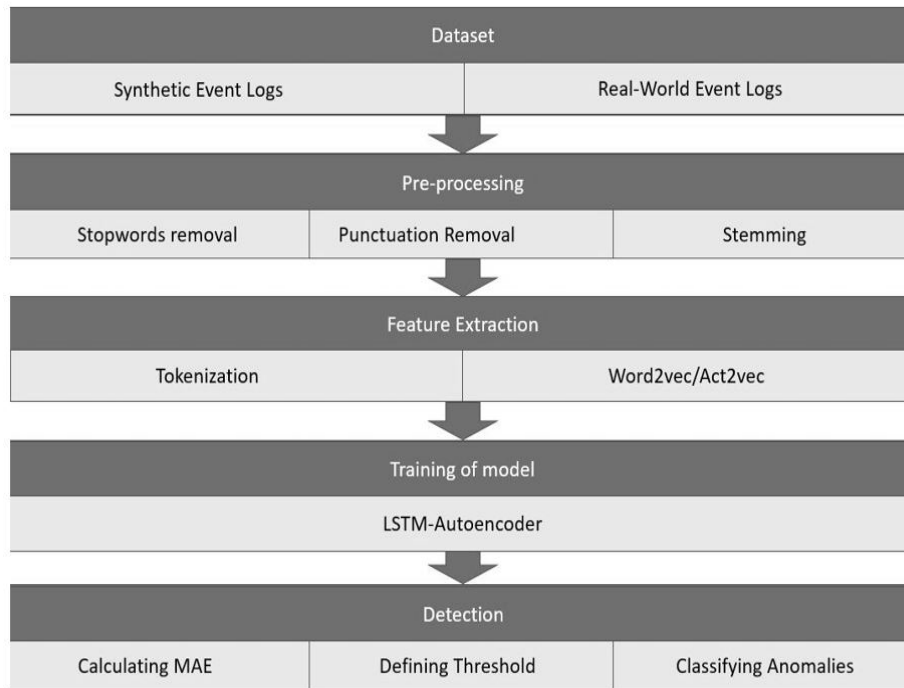 Dataset
Synthetic Event Logs
Real-World Event Logs
Pre-processing
Stopwords removal
Punctuation Removal
Stemming
Feature Extraction
Tokenization
Word2vec/Act2vec
Training of model
LSTM-Autoencoder
Detection
Calculating MAE
Defining Threshold
Classifying Anomalies